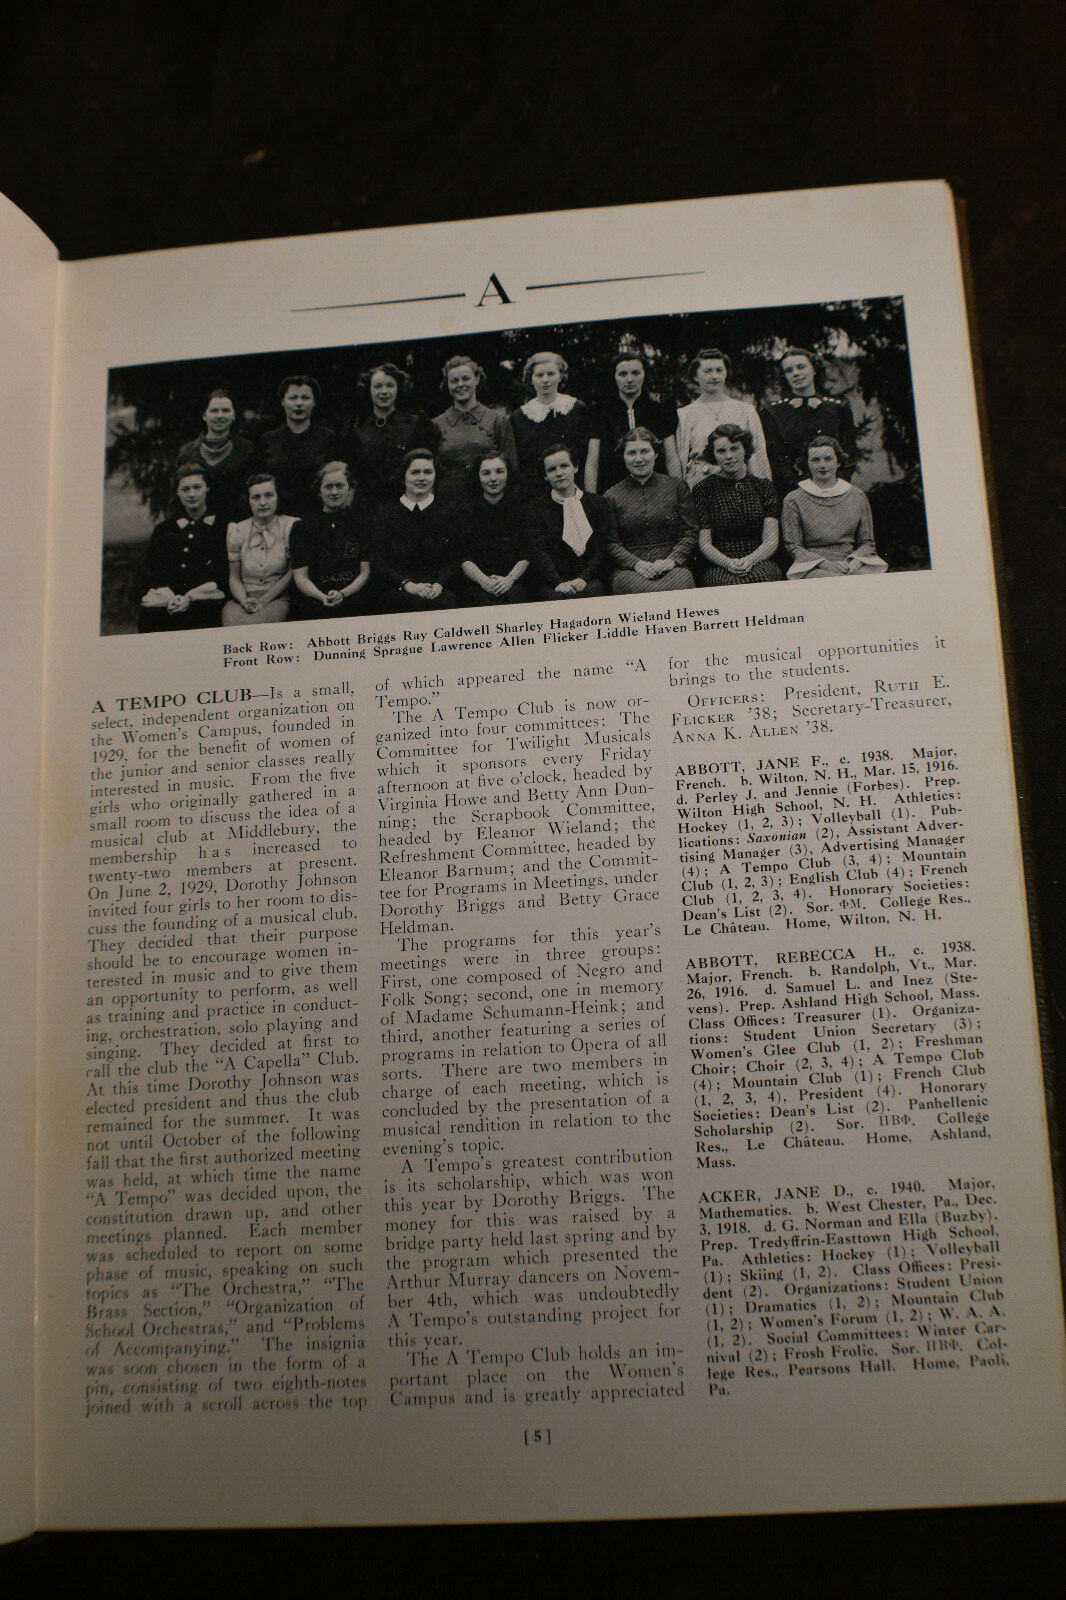 A
Back Row: Abbott Briggs Ray Caldwell Sharley Hagadorn Wieland Hewes
Front Row: Dunning Sprague Lawrence Allen Flicker Liddle Haven Barrett Heldman
A TEMPO CLUB—Is a small,
select, independent organization on
the Women's Campus, founded in
1929, for the benefit of women of
the junior and senior classes really
interested in music. From the five
girls who originally gathered in a
small room to discuss the idea of a
musical club at Middlebury, the
membership has increased to
twenty-two members at present.
On June 2, 1929, Dorothy Johnson
invited four girls to her room to dis-
cuss the founding of a musical club.
They decided that their purpose
should be to encourage women in-
terested in music and to give them
an opportunity to perform, as well
as training and practice in conduct-
ing, orchestration, solo playing and
singing. They decided at first to
call the club the "A Capella" Club.
At this time Dorothy Johnson was
elected president and thus the club
remained for the summer. It was
not until October of the following
fall that the first authorized meeting
was held, at which time the name
"A Tempo" was decided upon, the
constitution drawn up, and other
meetings planned. Each member
was scheduled to report on some
phase of music, speaking on such
topics as "The Orchestra," "The
Brass Section," "Organization of
School Orchestras," and "Problems
of Accompanying." The insignia
was soon chosen in the form of a
pin, consisting of two eighth-notes
joined with a scroll across the top
of which appeared the name "A
Tempo."
The A Tempo Club is now or-
ganized into four committees: The
Committee for Twilight Musicals
which it sponsors every Friday
afternoon at five o'clock, headed by
Virginia Howe and Betty Ann Dun-
ning; the Scrapbook Committee,
headed by Eleanor Wieland; the
Refreshment Committee, headed by
Eleanor Barnum; and the Commit-
tee for Programs in Meetings, under
Dorothy Briggs and Betty Grace
Heldman.
The programs for this year's
meetings were in three groups:
First, one composed of Negro and
Folk Song; second, one in memory
of Madame Schumann-Heink; and
third, another featuring a series of
programs in relation to Opera of all
sorts. There are two members in
charge of each meeting, which is
concluded by the presentation of a
musical rendition in relation to the
evening's topic.
A Tempo's greatest contribution
is its scholarship, which was won
this year by Dorothy Briggs. The
money for this was raised by a
bridge party held last spring and by
the program which presented the
Arthur Murray dancers on Novem-
ber 4th, which was undoubtedly
A Tempo's outstanding project for
this year.
The A Tempo Club holds an im-
portant place on the Women's
Campus and is greatly appreciated
for the musical opportunities it
brings to the students.
OFFICERS: President, RUTH E.
FLICKER '38; Secretary-Treasurer,
ANNA K. ALLEN '38.
ABBOTT, JANE F., c. 1938. Major,
French. b. Wilton, N. H., Mar. 15, 1916.
d. Perley J. and Jennie (Forbes). Prep.
Wilton High School, N. H. Athletics:
Hockey (1, 2, 3); Volleyball (1). Pub-
lications: Saxonian (2), Assistant Adver-
tising Manager (3), Advertising Manager
(4); A Tempo Club (3, 4); Mountain
Club (1, 2, 3); English Club (4); French
Club (1, 2, 3, 4). Honorary Societies:
Dean's List (2). Sor. ΦM. College Res.,
Le Château. Home, Wilton, N. H.
ABBOTT, REBECCA H., c. 1938.
Major, French. b. Randolph, Vt., Mar.
26, 1916. d. Samuel L. and Inez (Ste-
vens). Prep. Ashland High School, Mass.
Class Offices: Treasurer (1). Organiza-
tions: Student Union Secretary (3);
Women's Glee Club (1, 2); Freshman
Choir; Choir (2, 3, 4); A Tempo Club
(4); Mountain Club (1); French Club
(1, 2, 3, 4), President (4). Honorary
Societies: Dean's List (2). Panhellenic
Scholarship (2). Sor. ΠΒΦ. College
Res., Le Château. Home, Ashland,
Mass.
ACKER, JANE D., c. 1940. Major,
Mathematics. b. West Chester, Pa., Dec.
3, 1918. d. G. Norman and Ella (Buzby).
Prep. Tredyffrin-Easttown High School,
Pa. Athletics: Hockey (1); Volleyball
(1); Skiing (1, 2). Class Offices: Presi-
dent (2). Organizations: Student Union
(1); Dramatics (1, 2); Mountain Club
(1, 2); Women's Forum (1, 2); W. A. A.
(1, 2). Social Committees: Winter Car-
nival (2); Frosh Frolic. Sor. ΠΒΦ. Col-
lege Res., Pearsons Hall. Home, Paoli,
Pa.
[5]